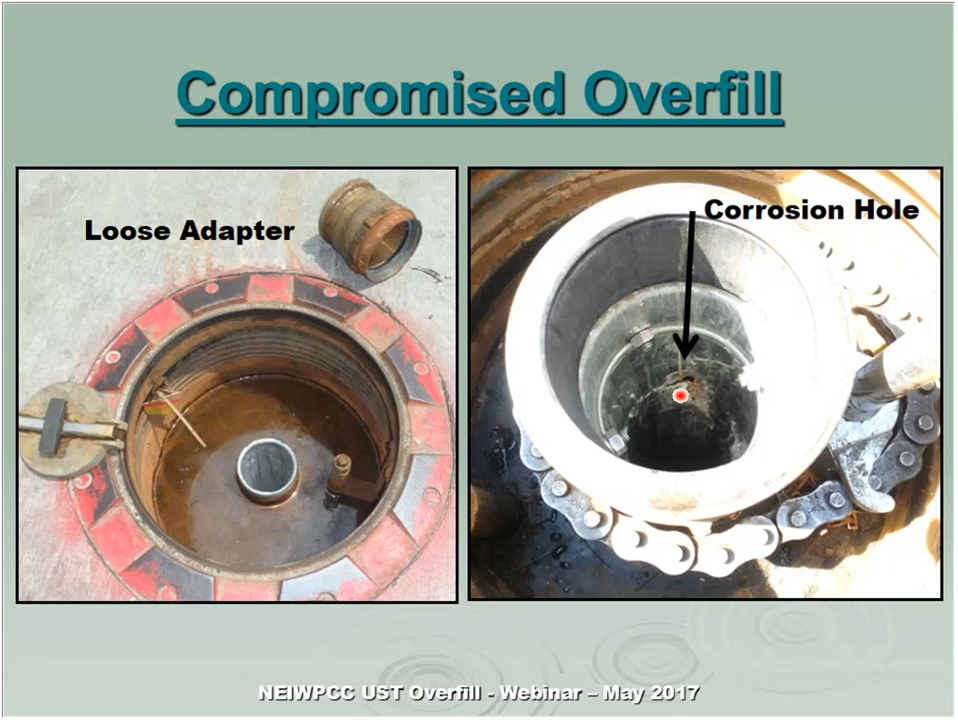 Compromised Overfill
Loose Adapter
Corrosion Hole
NEIWPCC UST Overfill - Webinar – May 2017